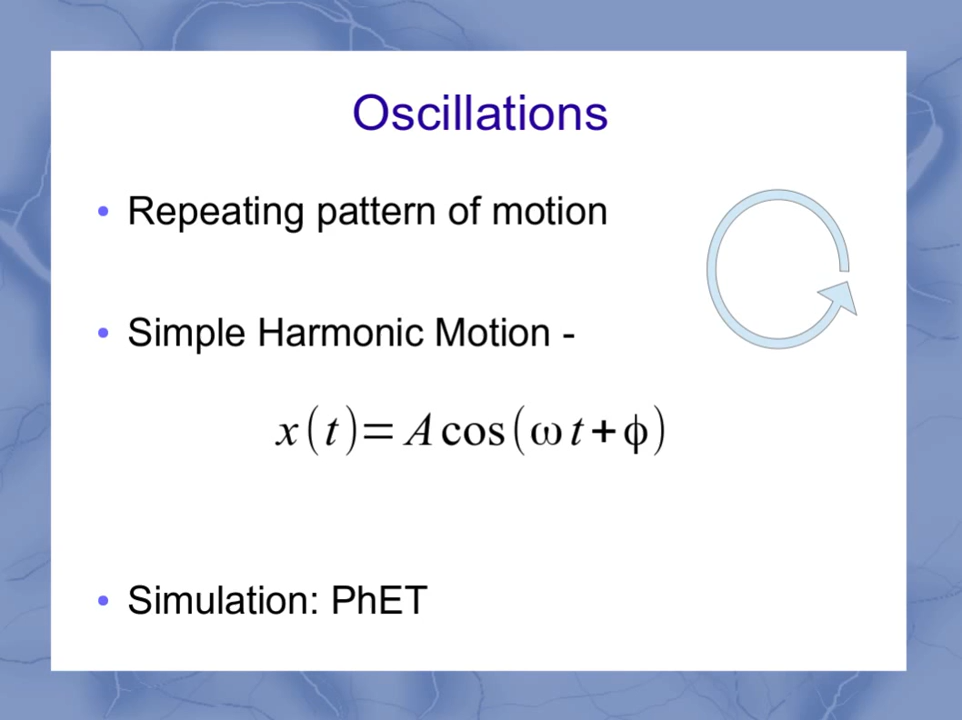 Oscillations
• Repeating pattern of motion
• Simple Harmonic Motion -
x(t)=A cos(ωt+ϕ)
• Simulation: PhET